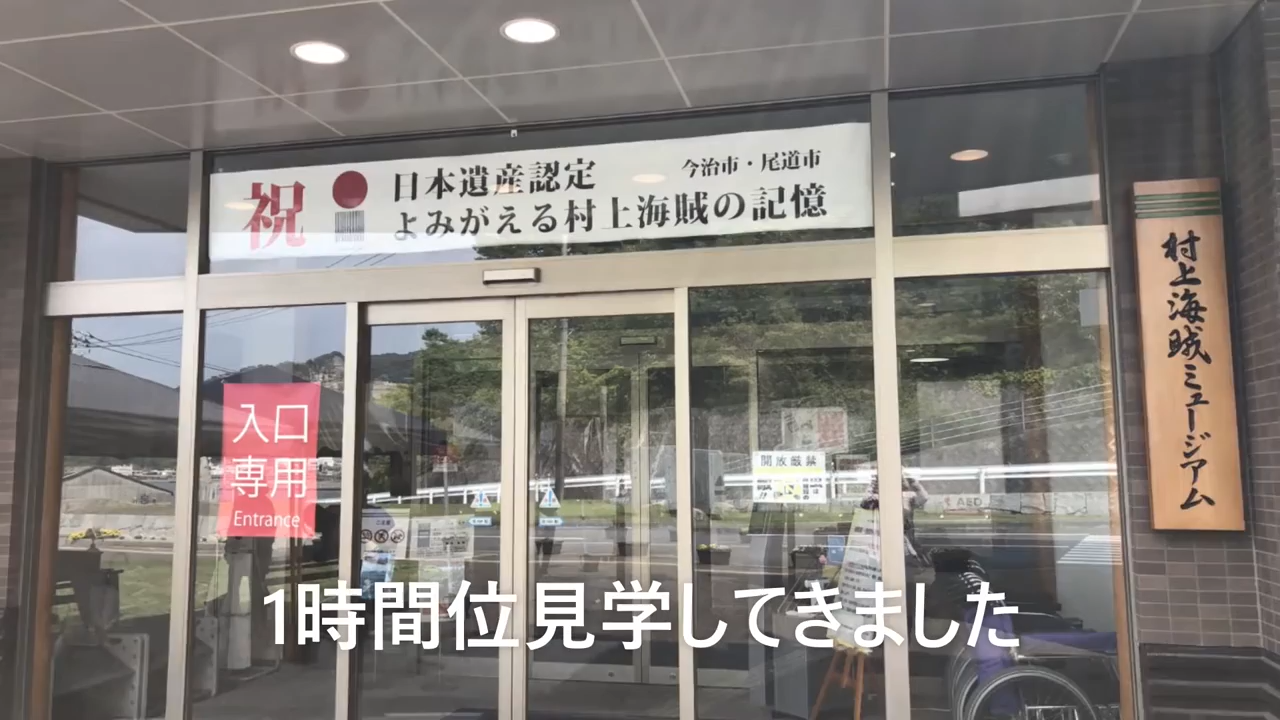 祝
日本遺産認定
今治市・尾道市
よみがえる村上海賊の記憶
村上海賊ミュージアム
入口
専用
Entrance
開放厳禁
AED
1時間位見学してきました